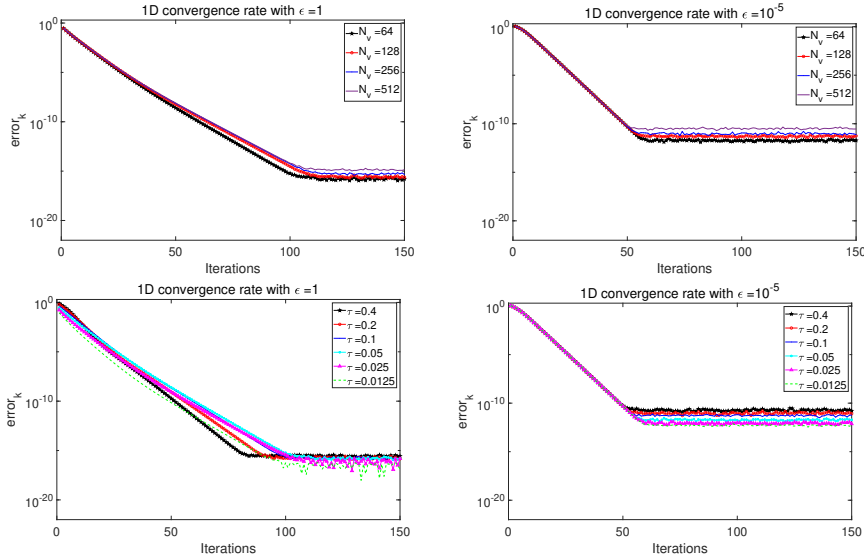 1D convergence rate with ϵ =1
10^0
10^-10
10^-20
error_k
0
50
100
150
Iterations
N_v =64
N_v =128
N_v =256
N_v =512
1D convergence rate with ϵ =10^-5
10^0
10^-10
10^-20
error_k
0
50
100
150
Iterations
N_v =64
N_v =128
N_v =256
N_v =512
1D convergence rate with ϵ =1
10^0
10^-10
10^-20
error_k
0
50
100
150
Iterations
τ =0.4
τ =0.2
τ =0.1
τ =0.05
τ =0.025
τ =0.0125
1D convergence rate with ϵ =10^-5
10^0
10^-10
10^-20
error_k
0
50
100
150
Iterations
τ =0.4
τ =0.2
τ =0.1
τ =0.05
τ =0.025
τ =0.0125